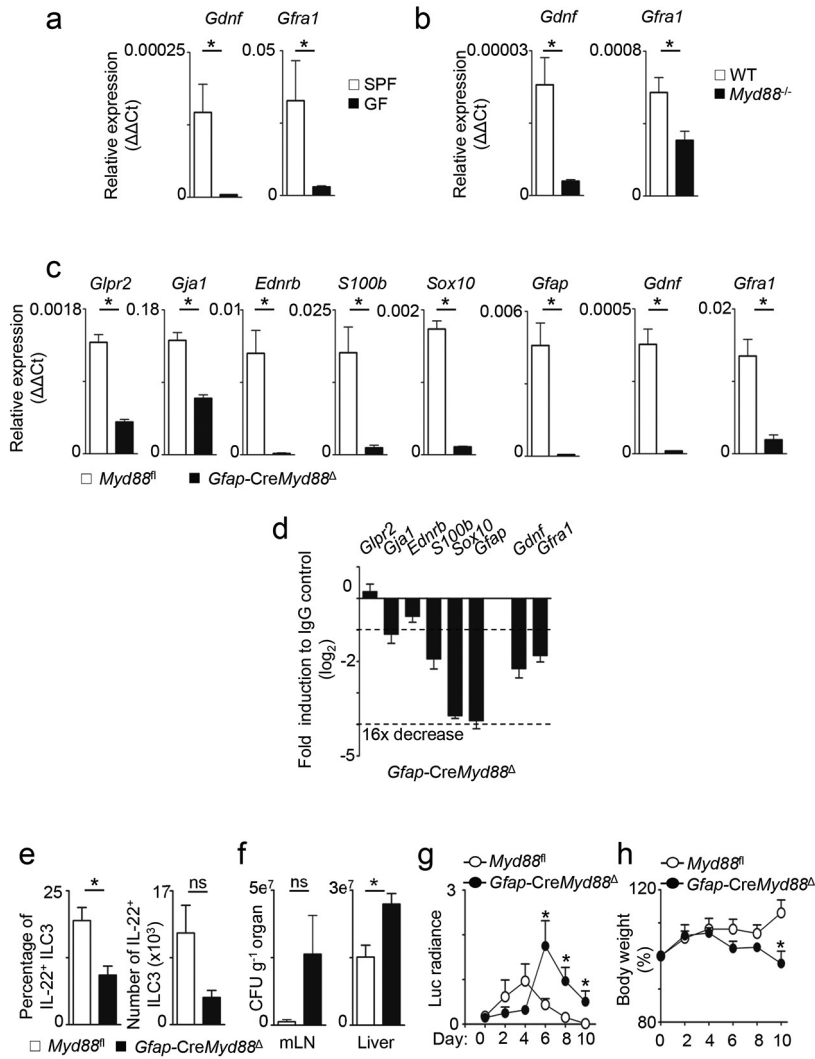 a
Gdnf
Gfra1
0.00025
*
0.05
*
Relative expression
(ΔΔCt)
SPF
GF
0
0
b
Gdnf
Gfra1
0.00003
*
0.0008
*
Relative expression
(ΔΔCt)
WT
Myd88-/-
0
0
c
Glpr2
Gja1
Ednrb
S100b
Sox10
Gfap
Gdnf
Gfra1
0.0018
*
0.18
*
0.01
*
0.025
*
0.002
*
0.006
*
0.0005
*
0.02
*
Relative expression
(ΔΔCt)
0
0
0
0
0
0
0
0
Myd88fl
Gfap-CreMyd88Δ
d
Glpr2
Gja1
Ednrb
S100b
Sox10
Gfap
Gdnf
Gfra1
Fold induction to IgG control
(log2)
0
-2
16x decrease
-5
Gfap-CreMyd88Δ
e
Percentage of
IL-22+ ILC3
25
*
0
Number of IL-22+
ILC3 (x103)
17
ns
0
Myd88fl
Gfap-CreMyd88Δ
f
CFU g-1 organ
5e7
ns
0
mLN
3e7
*
0
Liver
g
Myd88fl
Gfap-CreMyd88Δ
Luc radiance
3
*
*
*
0
Day: 0 2 4 6 8 10
h
Myd88fl
Gfap-CreMyd88Δ
Body weight
(%)
120
*
80
0 2 4 6 8 10